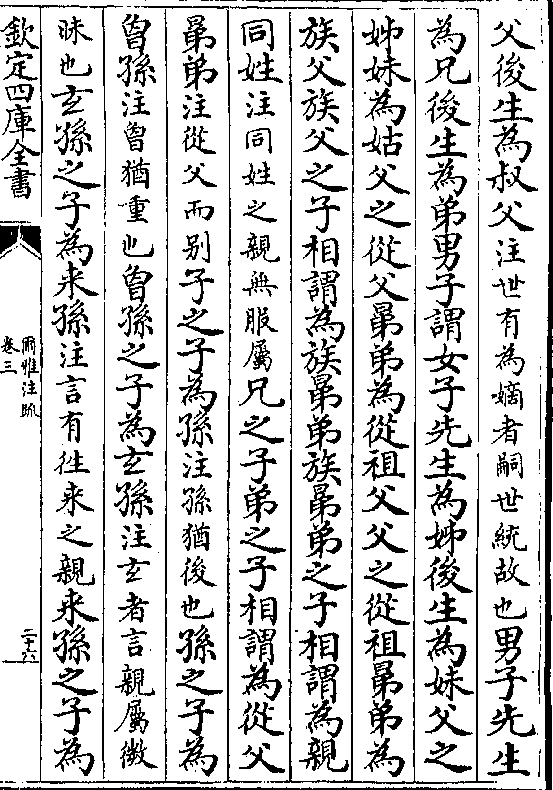 父後生為叔父注世有為嫡者嗣世統故也男子先生
為兄後生為弟男子謂女子先生為姊後生為妹父之
姊妹為姑父之從父晜弟為從祖父父之從祖晜弟為
族父族父之子相謂為族晜弟族晜弟之子相謂為親
同姓注同姓之親無服屬兄之子弟之子相謂為從父
晜弟注從父而别子之子為孫注孫猶後也孫之子為
曾孫注曾猶重也曾孫之子為玄孫注玄者言親屬微
昧也玄孫之子為來孫注言有徃來之親來孫之子為
欽定四庫全書
爾雅注疏
卷三
二十六